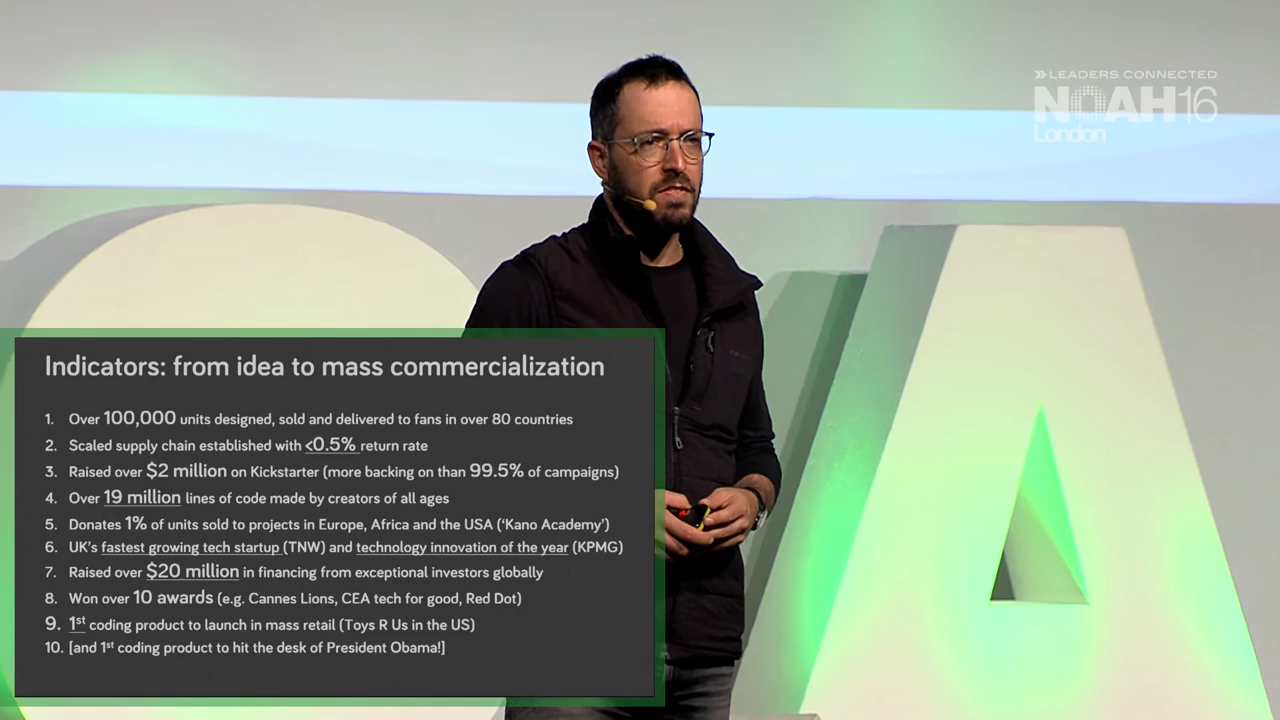 » LEADERS CONNECTED
NOAH16
London
Indicators: from idea to mass commercialization
1. Over 100,000 units designed, sold and delivered to fans in over 80 countries
2. Scaled supply chain established with <0.5% return rate
3. Raised over $2 million on Kickstarter (more backing on than 99.5% of campaigns)
4. Over 19 million lines of code made by creators of all ages
5. Donates 1% of units sold to projects in Europe, Africa and the USA (‘Kano Academy’)
6. UK's fastest growing tech startup (TNW) and technology innovation of the year (KPMG)
7. Raised over $20 million in financing from exceptional investors globally
8. Won over 10 awards (e.g. Cannes Lions, CEA tech for good, Red Dot)
9. 1st coding product to launch in mass retail (Toys R Us in the US)
10. [and 1st coding product to hit the desk of President Obama!]
A